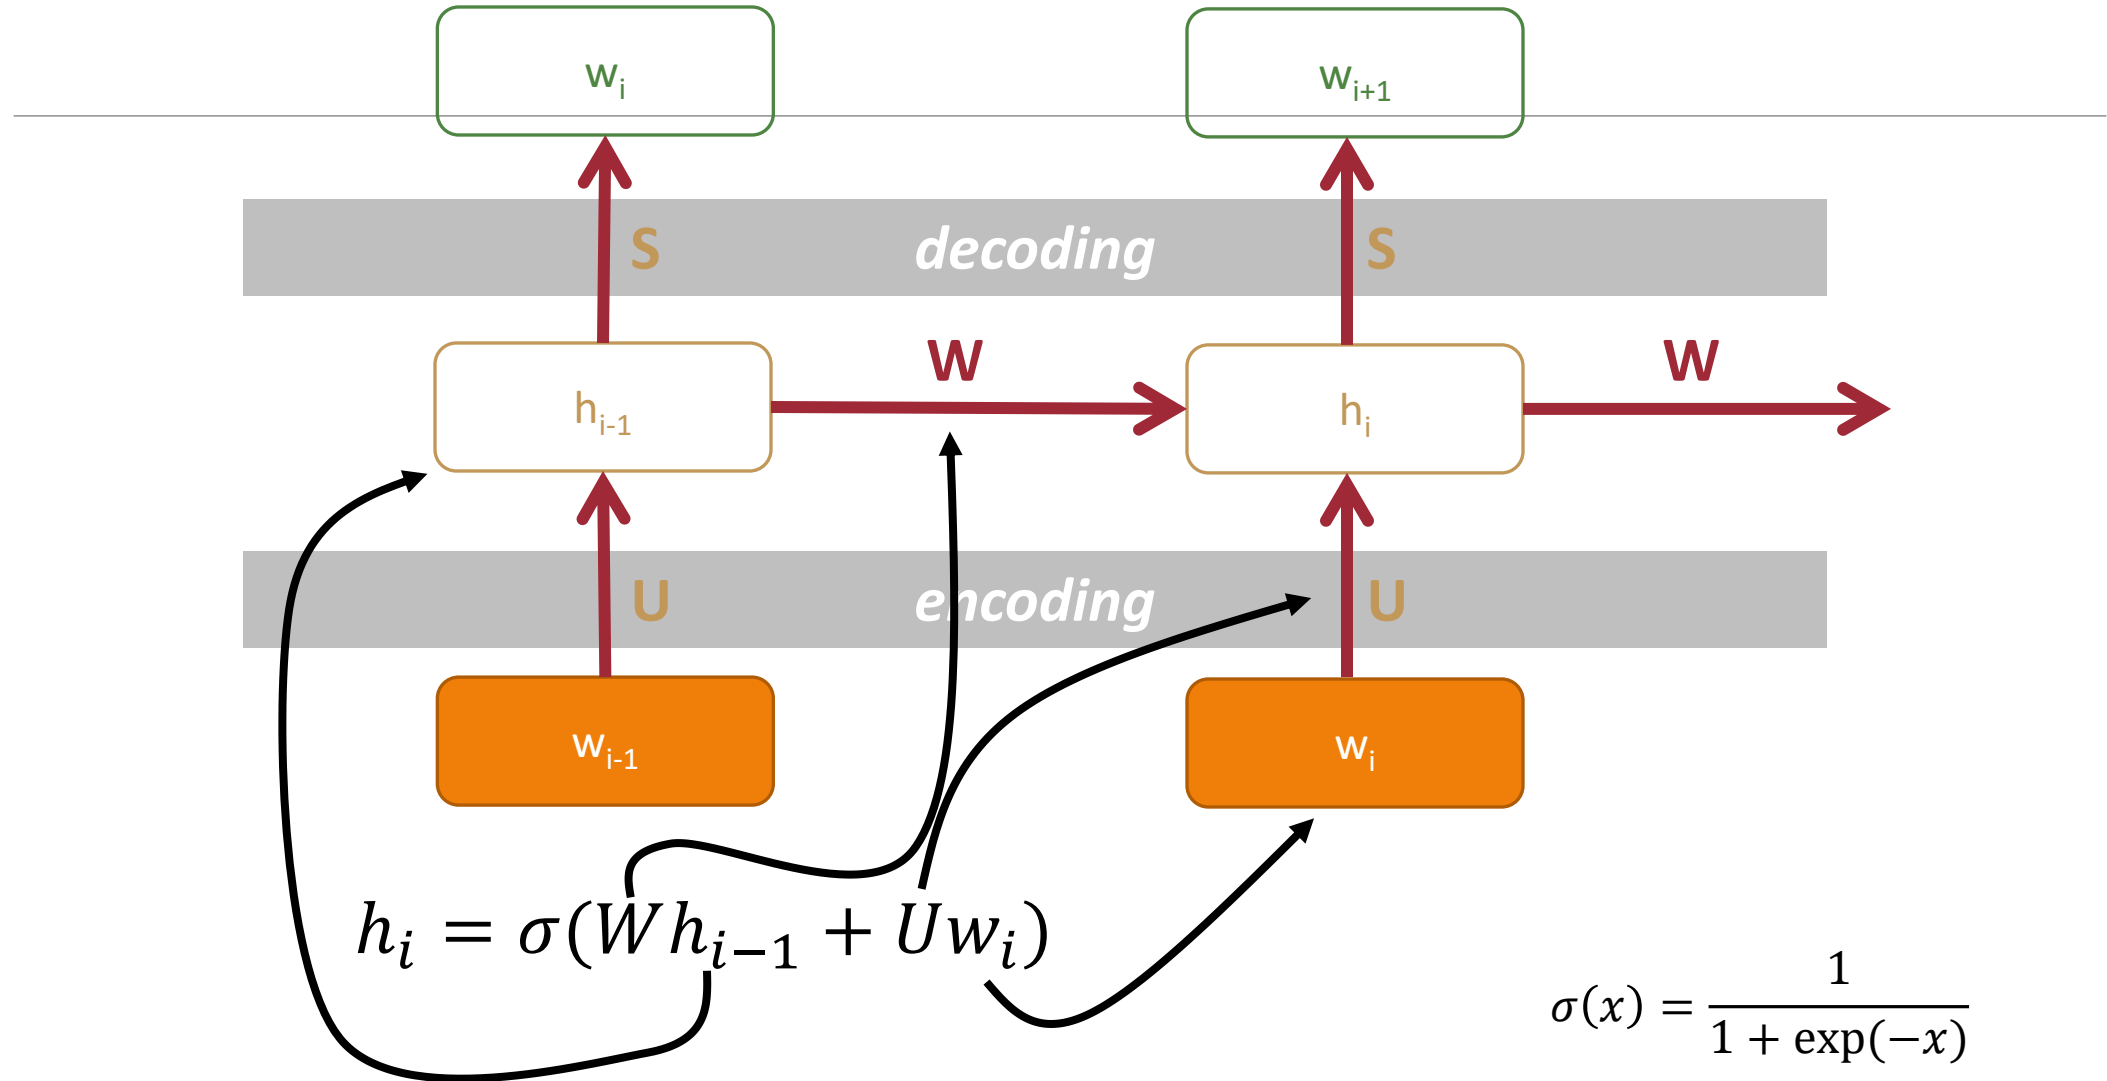 wᵢ wᵢ₊₁
S decoding S
W W
hᵢ₋₁ hᵢ
U encoding U
wᵢ₋₁ wᵢ
hᵢ = σ(Whᵢ₋₁ + Uwᵢ)
σ(x) = 1 / (1 + exp(−x))